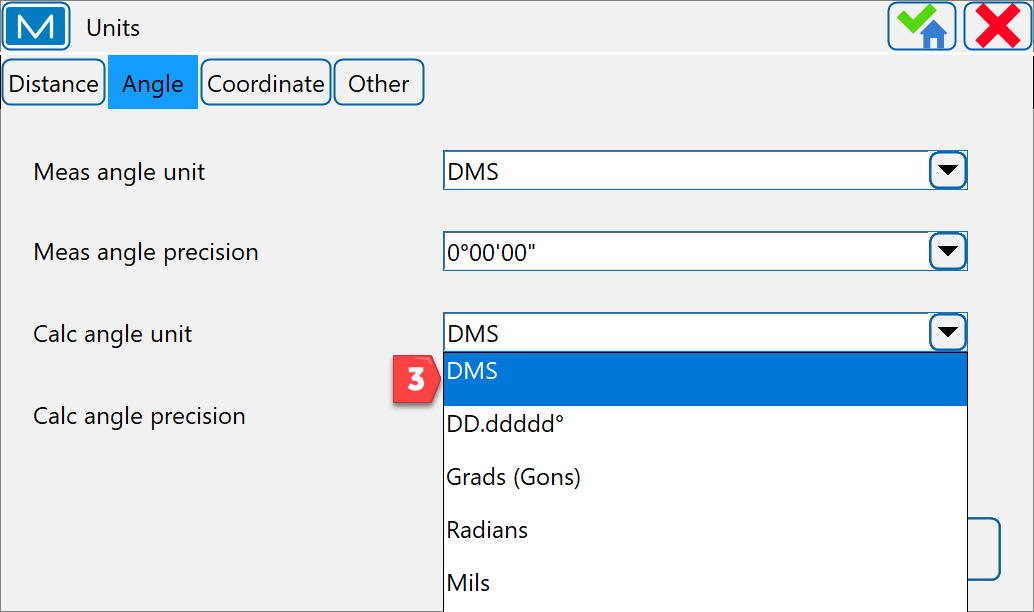 M Units
Distance Angle Coordinate Other
Meas angle unit DMS
Meas angle precision 0°00'00"
Calc angle unit DMS
3 DMS
Calc angle precision
DD.ddddd°
Grads (Gons)
Radians
Mils